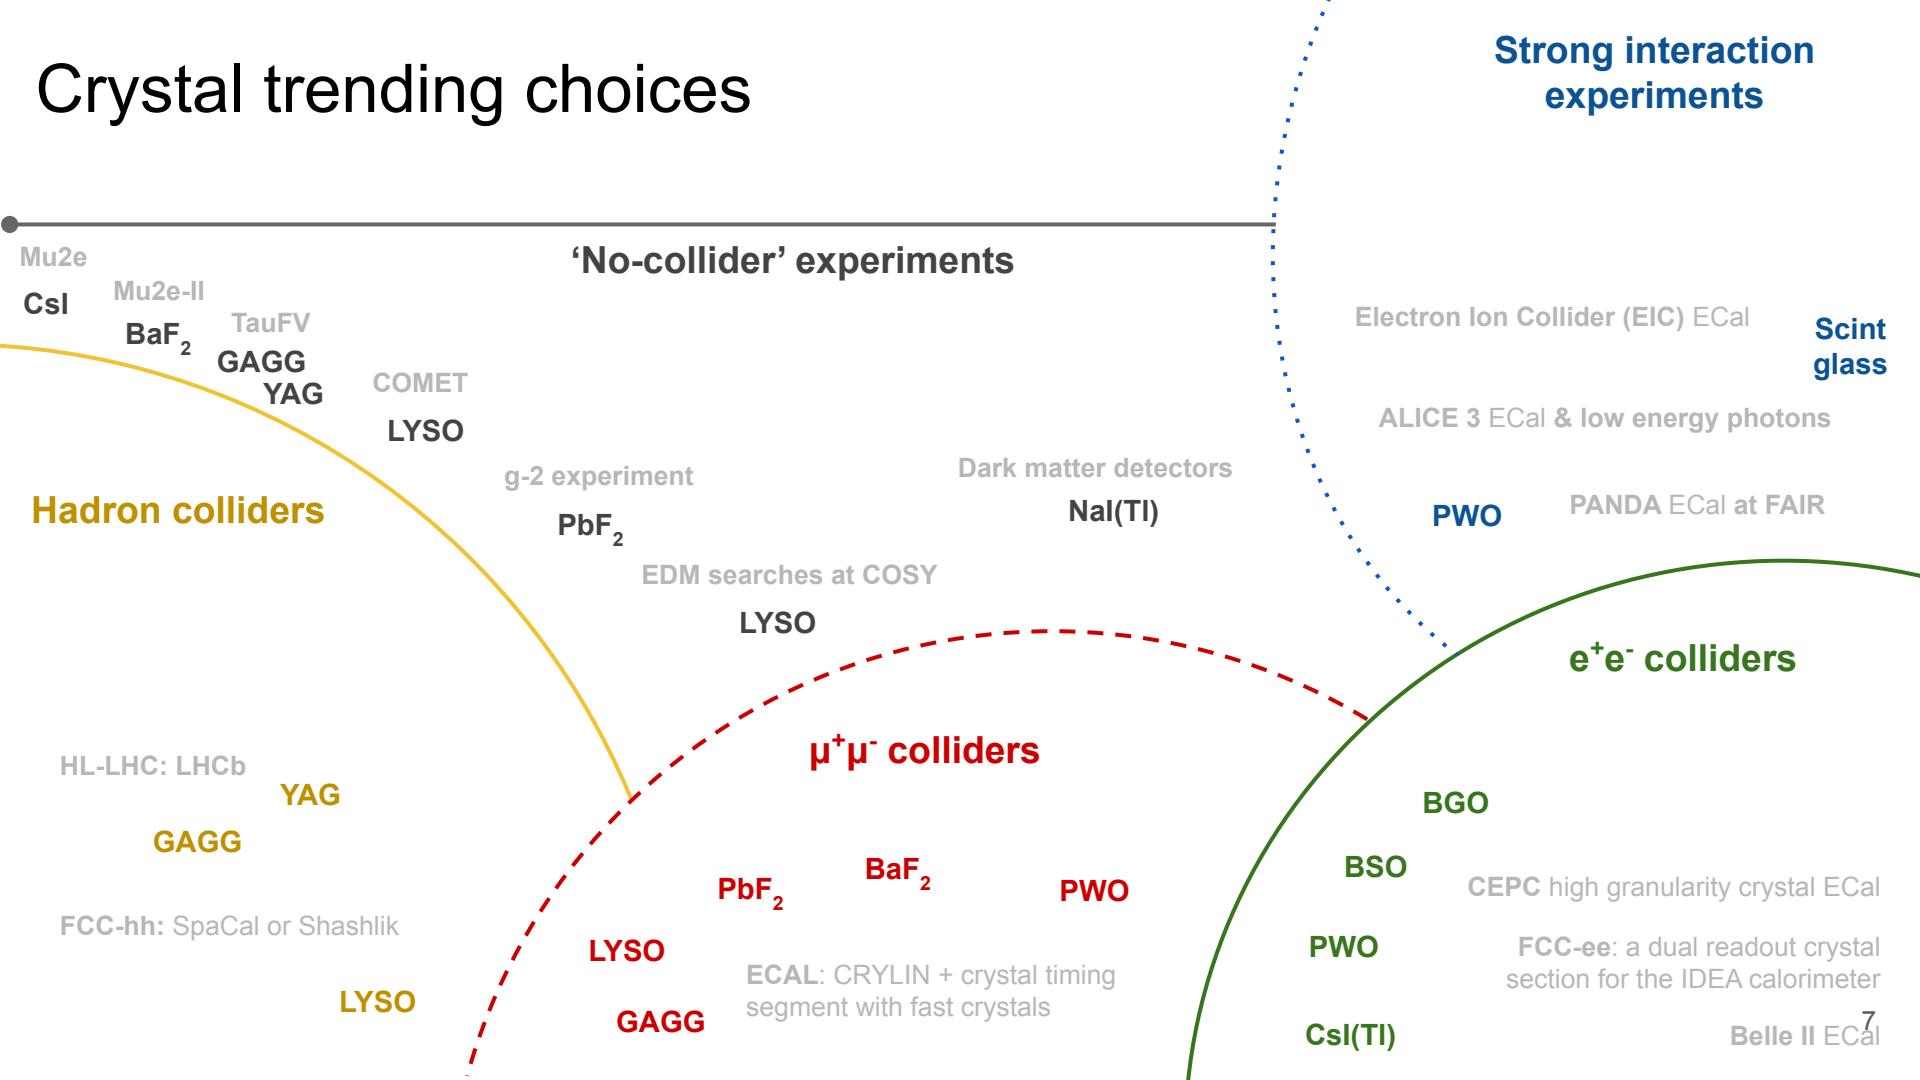 Crystal trending choices
Strong interaction
experiments
‘No-collider’ experiments
Mu2e
CsI
Mu2e-II
BaF2
TauFV
GAGG
YAG
COMET
LYSO
g-2 experiment
PbF2
EDM searches at COSY
LYSO
Dark matter detectors
NaI(Tl)
Electron Ion Collider (EIC) ECal
Scint
glass
ALICE 3 ECal & low energy photons
PWO
PANDA ECal at FAIR
Hadron colliders
HL-LHC: LHCb
YAG
GAGG
FCC-hh: SpaCal or Shashlik
LYSO
μ+μ- colliders
PbF2
BaF2
PWO
LYSO
GAGG
ECAL: CRYLIN + crystal timing
segment with fast crystals
e+e- colliders
BGO
BSO
CEPC high granularity crystal ECal
PWO
FCC-ee: a dual readout crystal
section for the IDEA calorimeter
CsI(Tl)
Belle II ECal
7